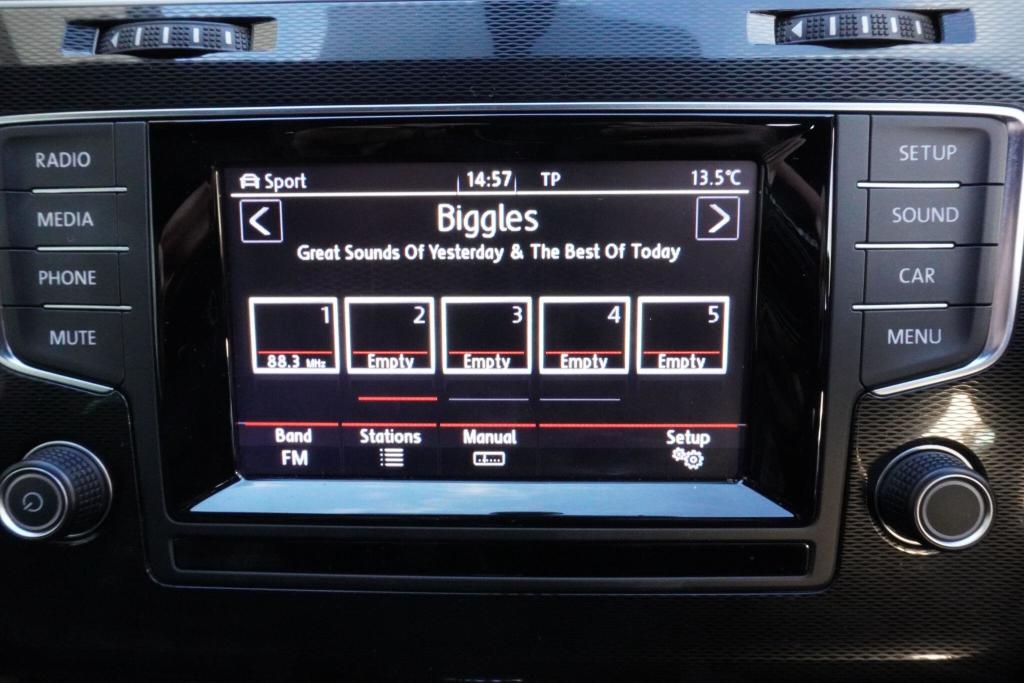 RADIO
MEDIA
PHONE
MUTE
Sport 14:57 TP 13.5°C
Biggles
Great Sounds Of Yesterday & The Best Of Today
1 2 3 4 5
88.3 MHz Empty Empty Empty Empty
Band Stations Manual Setup
FM
SETUP
SOUND
CAR
MENU